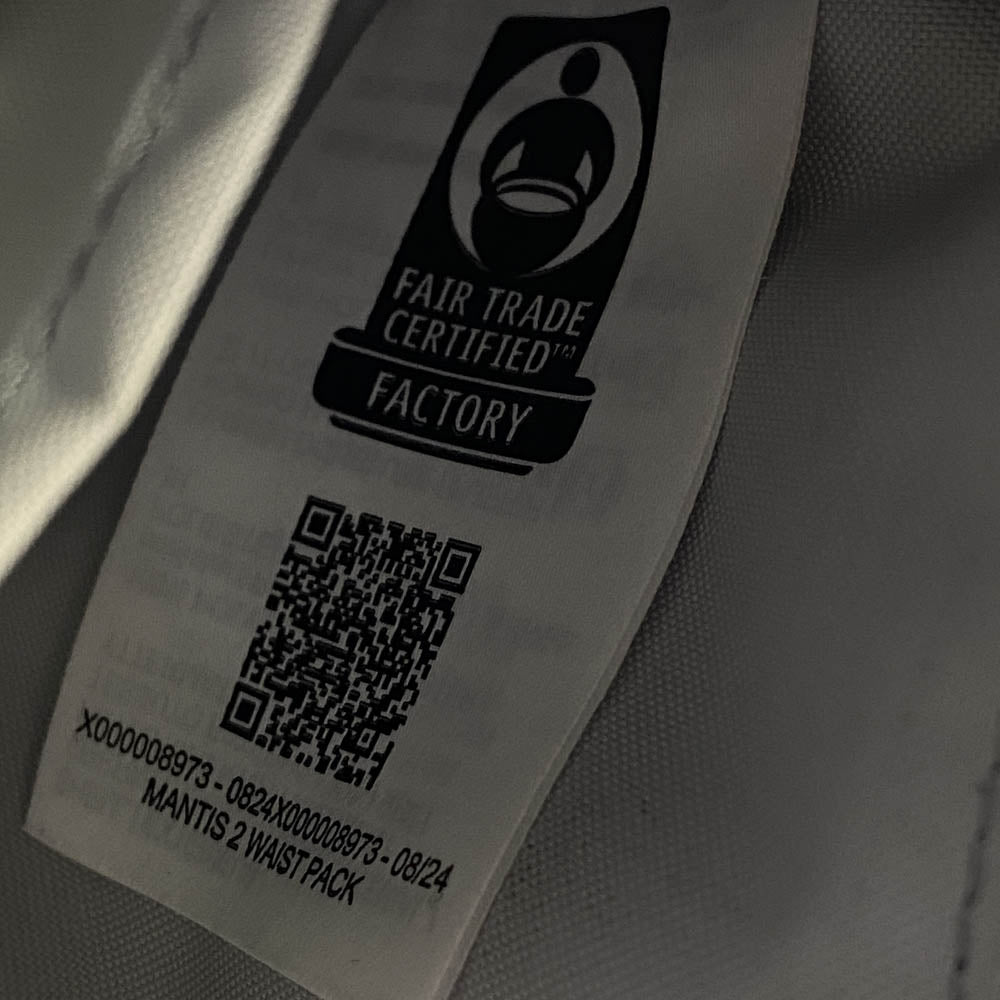 FAIR TRADE
CERTIFIED™
FACTORY
X000008973 - 0824X000008973 - 08/24
MANTIS 2 WAIST PACK